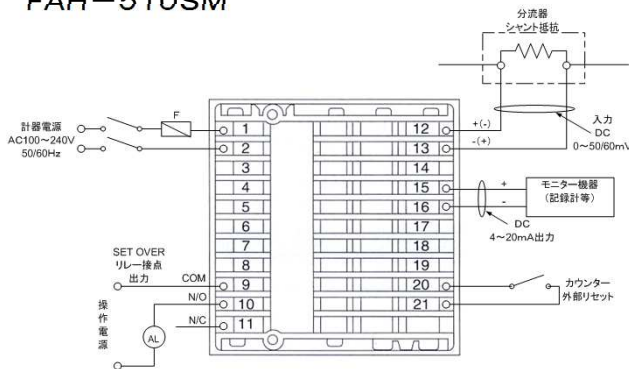 FAH-510SM
分流器
シャント抵抗
計器電源
AC100~240V
50/60Hz
F
1
2
3
4
5
6
7
8
9
10
11
12
13
14
15
16
17
18
19
20
21
+(-)
-(+)
入力
DC
0~50/60mV
+
-
モニター機器
(記録計等)
DC
4~20mA出力
SET OVER
リレー接点
出力
COM
N/O
N/C
操作電源
AL
カウンター
外部リセット